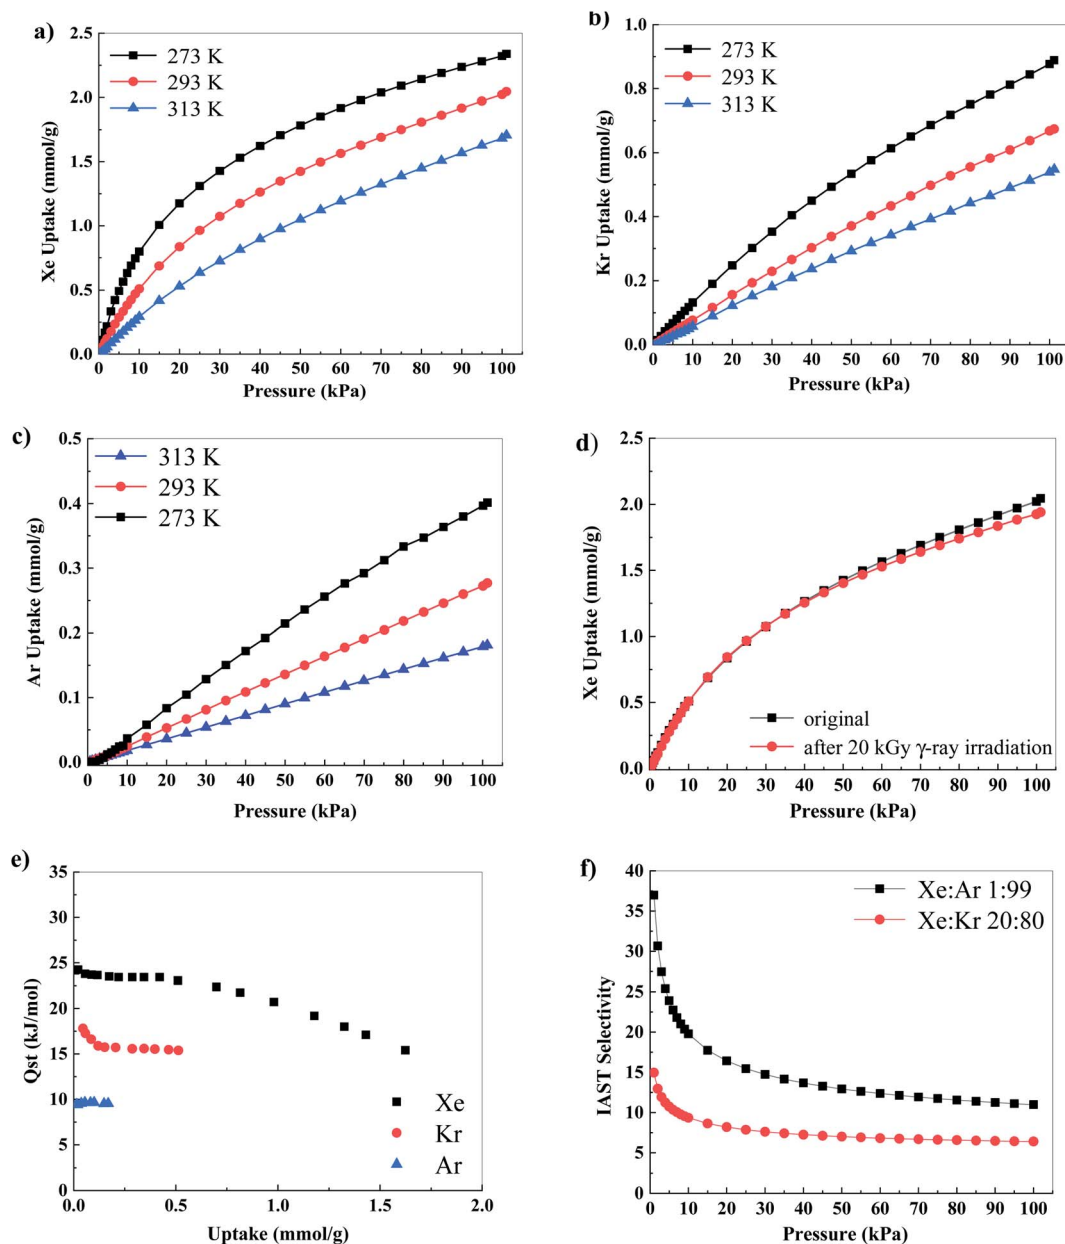 a)
273 K
293 K
313 K
Xe Uptake (mmol/g)
2.5
2.0
1.5
1.0
0.5
0.0
10 20 30 40 50 60 70 80 90 100
Pressure (kPa)
b)
273 K
293 K
313 K
Kr Uptake (mmol/g)
1.0
0.8
0.6
0.4
0.2
0.0
0 10 20 30 40 50 60 70 80 90 100
Pressure (kPa)
c)
313 K
293 K
273 K
Ar Uptake (mmol/g)
0.5
0.4
0.3
0.2
0.1
0.0
0 10 20 30 40 50 60 70 80 90 100
Pressure (kPa)
d)
Xe Uptake (mmol/g)
2.5
2.0
1.5
1.0
0.5
0.0
original
after 20 kGy γ-ray irradiation
0 10 20 30 40 50 60 70 80 90 100
Pressure (kPa)
e)
Qst (kJ/mol)
35
30
25
20
15
10
5
0
Xe
Kr
Ar
0.0 0.5 1.0 1.5 2.0
Uptake (mmol/g)
f)
Xe:Ar 1:99
Xe:Kr 20:80
IAST Selectivity
40
35
30
25
20
15
10
5
0
0 10 20 30 40 50 60 70 80 90 100
Pressure (kPa)